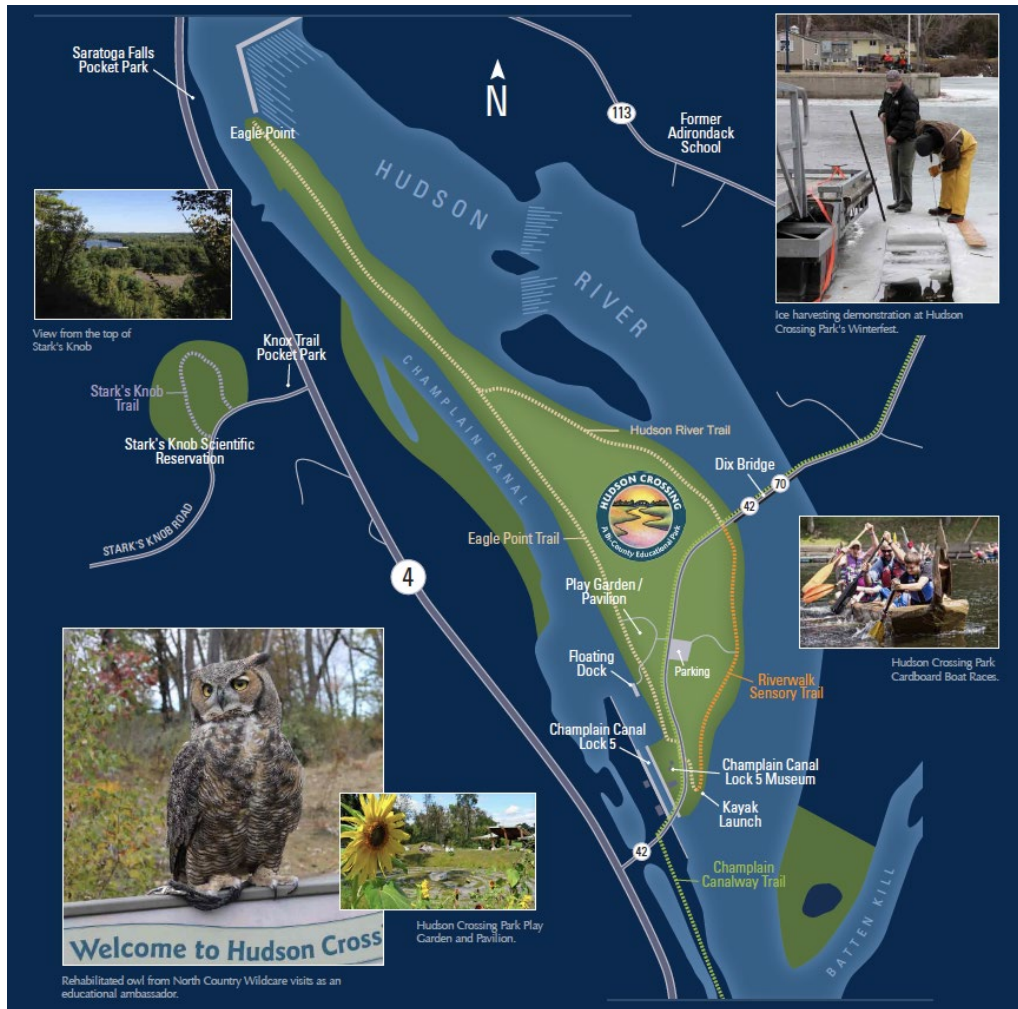 Saratoga Falls
Pocket Park
Eagle Point
N
113
Former
Adirondack
School
HUDSON
RIVER
Ice harvesting demonstration at Hudson
Crossing Park's Winterfest.
View from the top of
Stark's Knob
Knox Trail
Pocket Park
Stark's Knob
Trail
Stark's Knob Scientific
Reservation
STARK'S KNOB ROAD
CHAMPLAIN CANAL
Hudson River Trail
Dix Bridge
70
42
HUDSON CROSSING
A Bi-County Educational Park
Eagle Point Trail
4
Play Garden /
Pavilion
Parking
Floating
Dock
Riverwalk
Sensory Trail
Hudson Crossing Park
Cardboard Boat Races.
Champlain Canal
Lock 5
Champlain Canal
Lock 5 Museum
Kayak
Launch
42
Champlain
Canalway Trail
BATTEN KILL
Welcome to Hudson Cross
Hudson Crossing Park Play
Garden and Pavilion.
Rehabilitated owl from North Country Wildcare visits as an
educational ambassador.